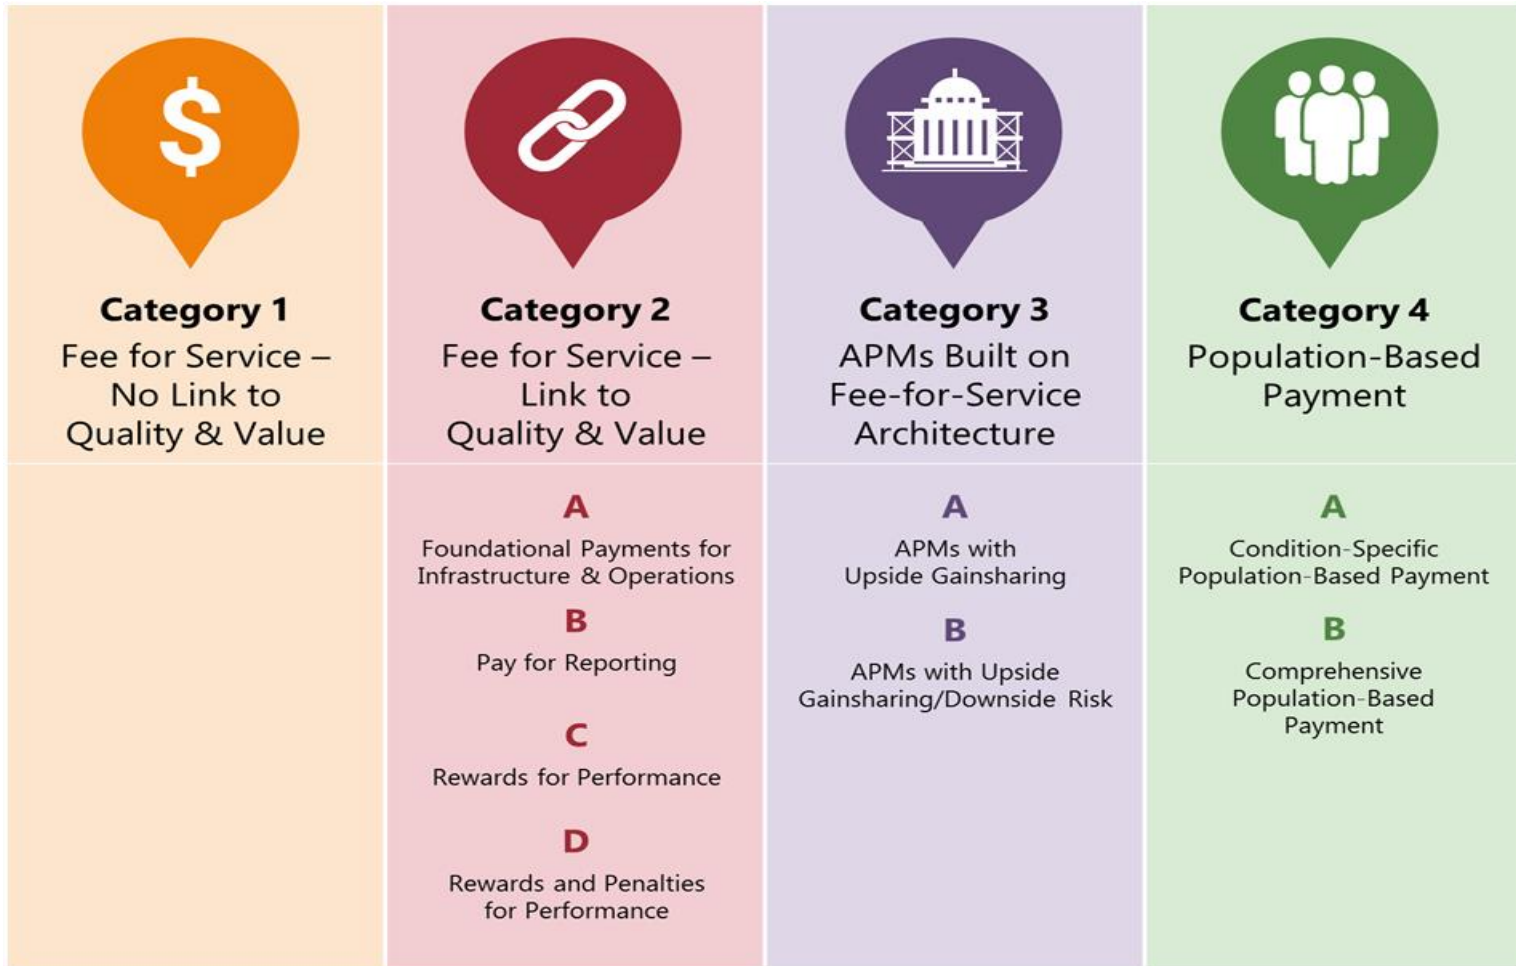 $
Category 1
Fee for Service –
No Link to
Quality & Value
Category 2
Fee for Service –
Link to
Quality & Value
A
Foundational Payments for
Infrastructure & Operations
B
Pay for Reporting
C
Rewards for Performance
D
Rewards and Penalties
for Performance
Category 3
APMs Built on
Fee-for-Service
Architecture
A
APMs with
Upside Gainsharing
B
APMs with Upside
Gainsharing/Downside Risk
Category 4
Population-Based
Payment
A
Condition-Specific
Population-Based Payment
B
Comprehensive
Population-Based
Payment